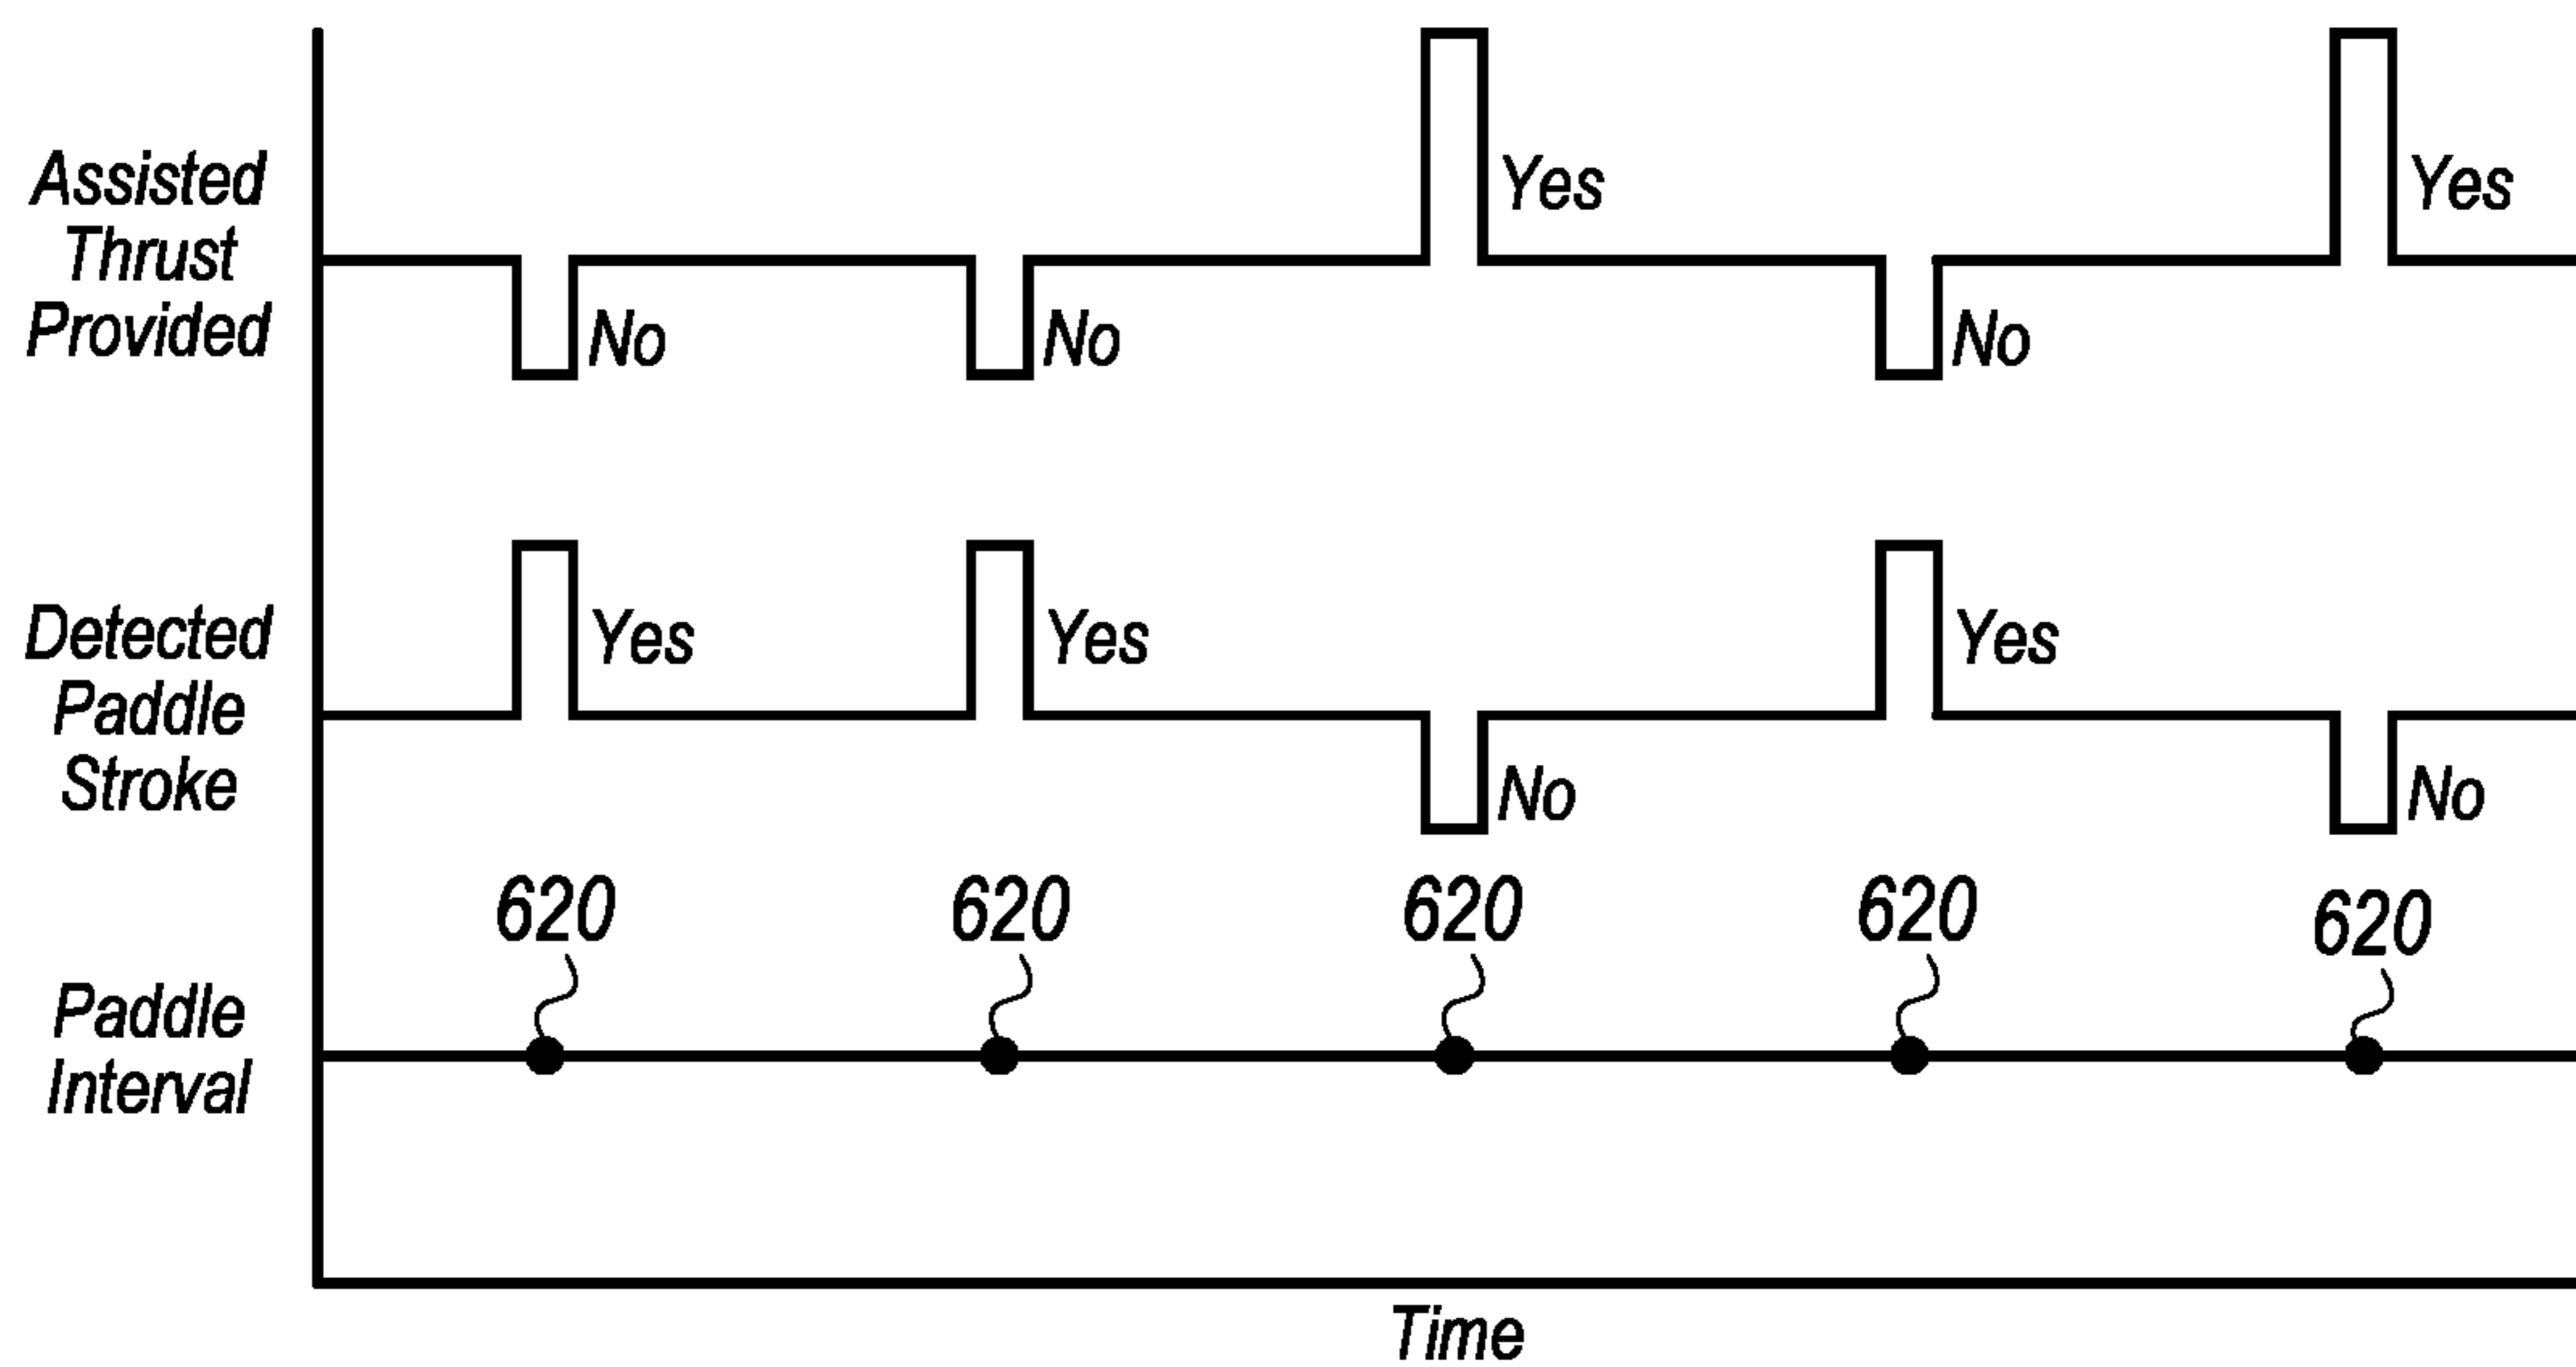 Assisted
Thrust
Provided
No
No
Yes
No
Yes
Detected
Paddle
Stroke
Yes
Yes
No
Yes
No
620
620
620
620
620
Paddle
Interval
Time